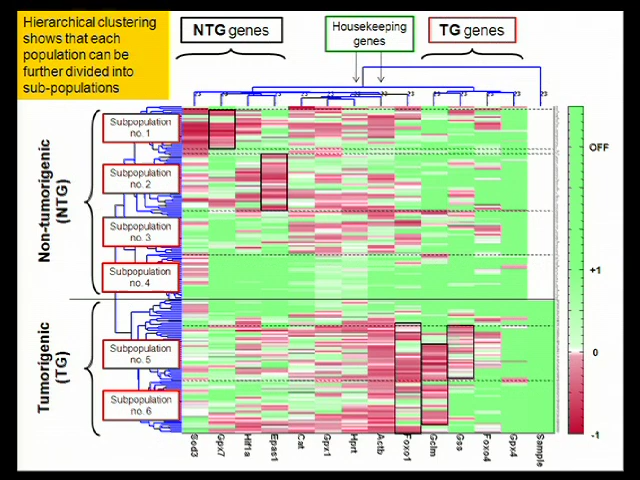 Hierarchical clustering
shows that each
population can be
further divided into
sub-populations
NTG genes
Housekeeping
genes
TG genes
Non-tumorigenic
(NTG)
Subpopulation
no. 1
Subpopulation
no. 2
Subpopulation
no. 3
Subpopulation
no. 4
Tumorigenic
(TG)
Subpopulation
no. 5
Subpopulation
no. 6
OFF
+1
0
-1
Sod3
Gpx7
Hif1a
Epas1
Cat
Gpx1
Hprt
Actb
Foxo1
Gclm
Gss
Foxo4
Gpx4
Sample